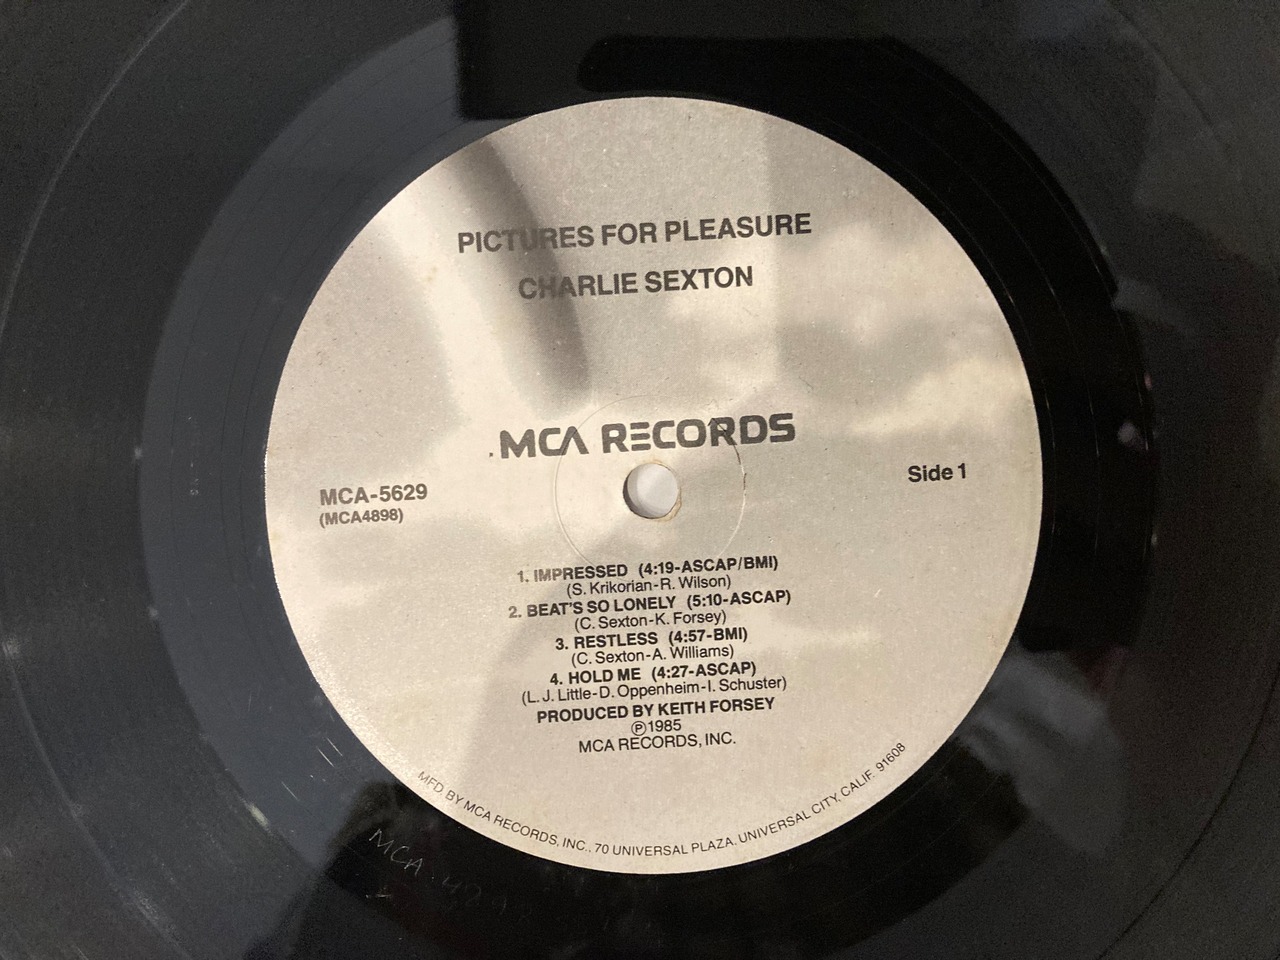 PICTURES FOR PLEASURE
CHARLIE SEXTON
MCA RECORDS
MCA-5629
(MCA4898)
Side 1
1. IMPRESSED (4:19-ASCAP/BMI)
(S. Krikorian-R. Wilson)
2. BEAT'S SO LONELY (5:10-ASCAP)
(C. Sexton-K. Forsey)
3. RESTLESS (4:57-BMI)
(C. Sexton-A. Williams)
4. HOLD ME (4:27-ASCAP)
(L. J. Little-D. Oppenheim-I. Schuster)
PRODUCED BY KEITH FORSEY
Ⓟ1985
MCA RECORDS, INC.
MFD. BY MCA RECORDS, INC., 70 UNIVERSAL PLAZA, UNIVERSAL CITY, CALIF. 91608
MCA